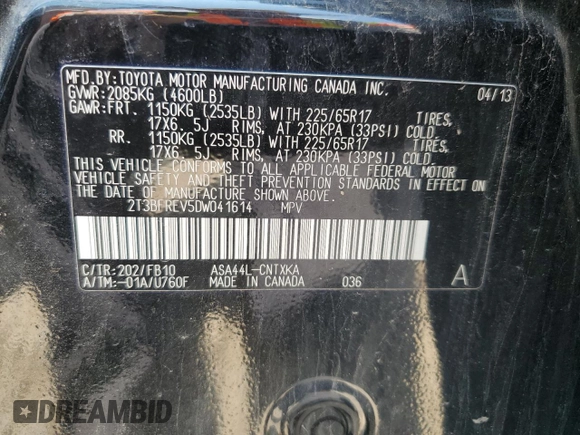 MFD. BY: TOYOTA MOTOR MANUFACTURING CANADA INC.
GVWR: 2085KG (4600LB) 04/13
GAWR: FRT. 1150KG (2535LB) WITH 225/65R17 TIRES,
17X6. 5J RIMS, AT 230KPA (33PSI) COLD.
RR. 1150KG (2535LB) WITH 225/65R17 TIRES,
17X6. 5J RIMS, AT 230KPA (33PSI) COLD.
THIS VEHICLE CONFORMS TO ALL APPLICABLE FEDERAL MOTOR
VEHICLE SAFETY AND THEFT PREVENTION STANDARDS IN EFFECT ON
THE DATE OF MANUFACTURE SHOWN ABOVE.
2T3BFREV5DW041614 MPV
C/TR: 202/FB10 ASA44L-CNTXKA
A/TM: -01A/U760F MADE IN CANADA 036 A
DREAMBID